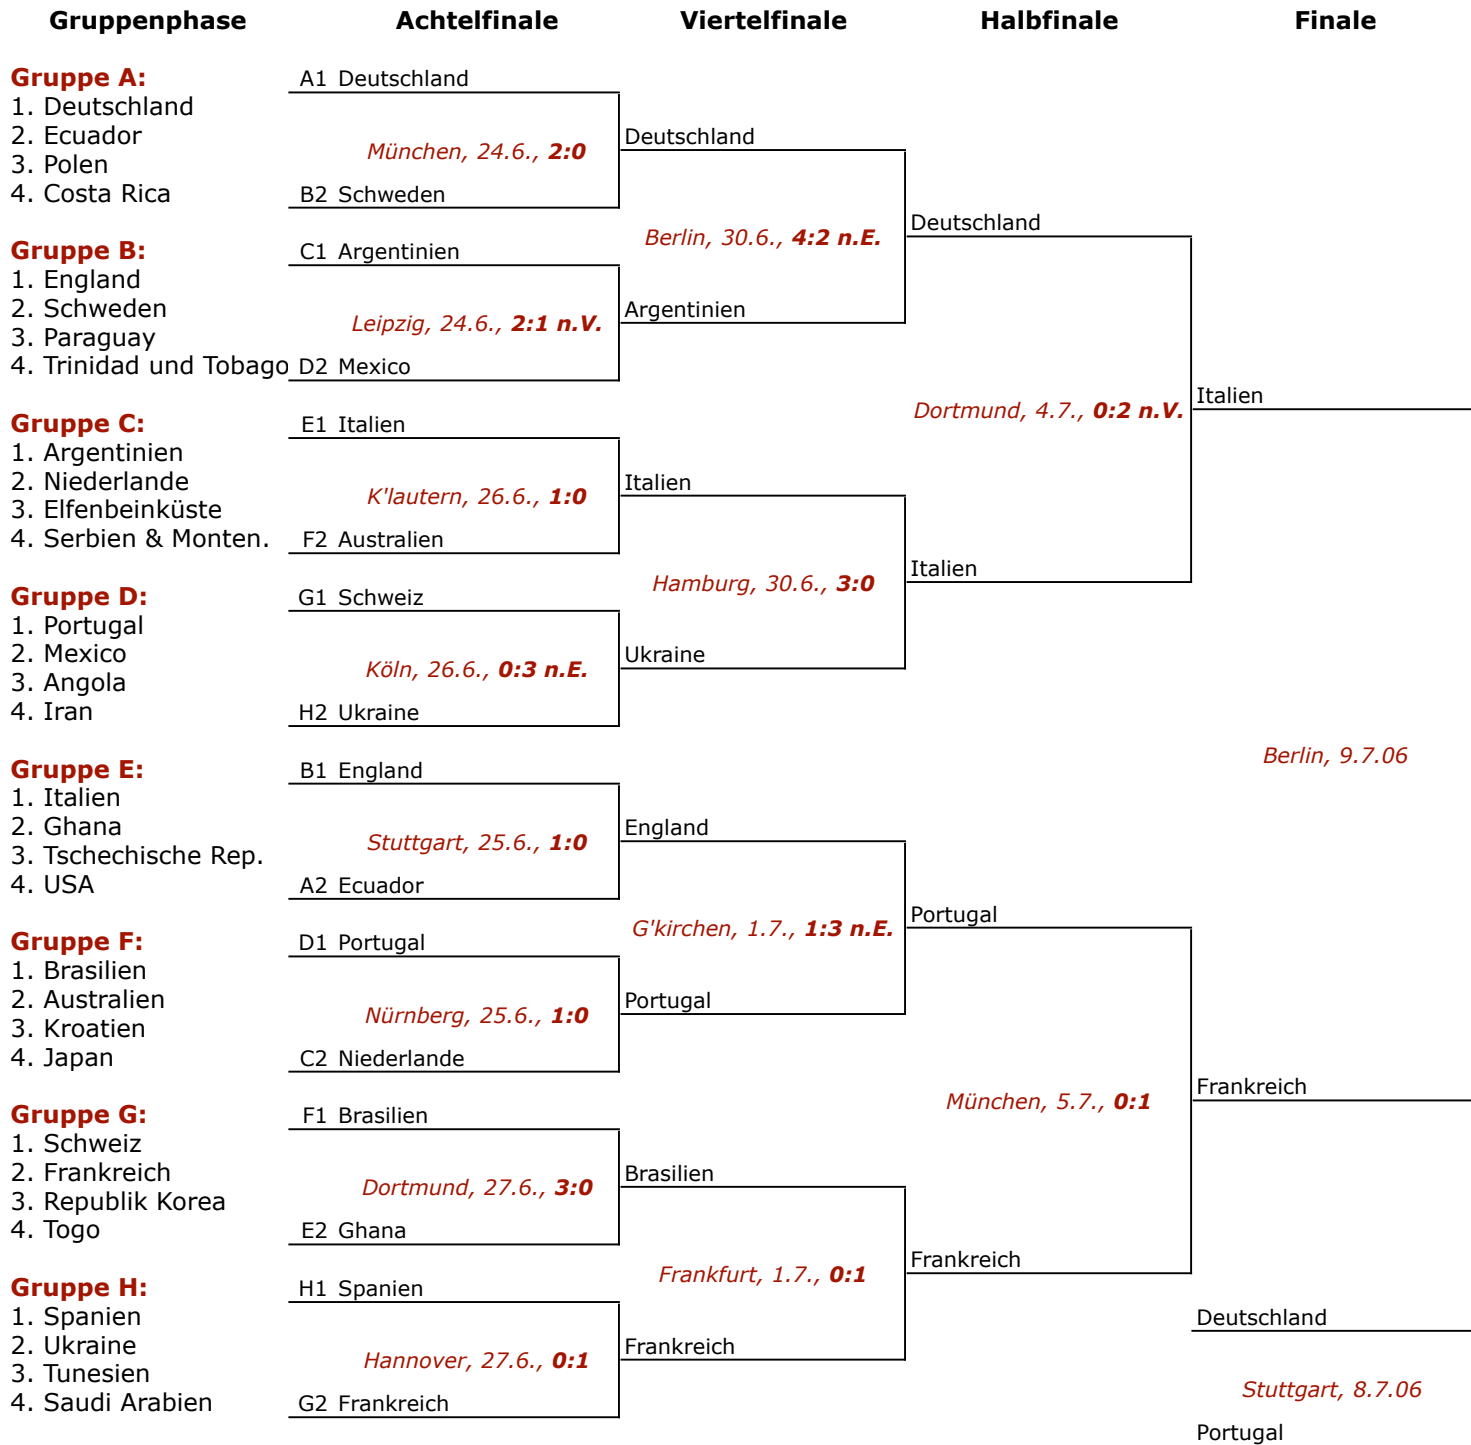 Gruppenphase
Achtelfinale
Viertelfinale
Halbfinale
Finale
Gruppe A:
1. Deutschland
2. Ecuador
3. Polen
4. Costa Rica
Gruppe B:
1. England
2. Schweden
3. Paraguay
4. Trinidad und Tobago
Gruppe C:
1. Argentinien
2. Niederlande
3. Elfenbeinküste
4. Serbien & Monten.
Gruppe D:
1. Portugal
2. Mexico
3. Angola
4. Iran
Gruppe E:
1. Italien
2. Ghana
3. Tschechische Rep.
4. USA
Gruppe F:
1. Brasilien
2. Australien
3. Kroatien
4. Japan
Gruppe G:
1. Schweiz
2. Frankreich
3. Republik Korea
4. Togo
Gruppe H:
1. Spanien
2. Ukraine
3. Tunesien
4. Saudi Arabien
A1 Deutschland
München, 24.6., 2:0
B2 Schweden
C1 Argentinien
Leipzig, 24.6., 2:1 n.V.
D2 Mexico
E1 Italien
K'lautern, 26.6., 1:0
F2 Australien
G1 Schweiz
Köln, 26.6., 0:3 n.E.
H2 Ukraine
B1 England
Stuttgart, 25.6., 1:0
A2 Ecuador
D1 Portugal
Nürnberg, 25.6., 1:0
C2 Niederlande
F1 Brasilien
Dortmund, 27.6., 3:0
E2 Ghana
H1 Spanien
Hannover, 27.6., 0:1
G2 Frankreich
Deutschland
Berlin, 30.6., 4:2 n.E.
Argentinien
Italien
Hamburg, 30.6., 3:0
Ukraine
England
G'kirchen, 1.7., 1:3 n.E.
Portugal
Brasilien
Frankfurt, 1.7., 0:1
Frankreich
Deutschland
Dortmund, 4.7., 0:2 n.V.
Italien
Portugal
München, 5.7., 0:1
Frankreich
Italien
Berlin, 9.7.06
Frankreich
Deutschland
Stuttgart, 8.7.06
Portugal